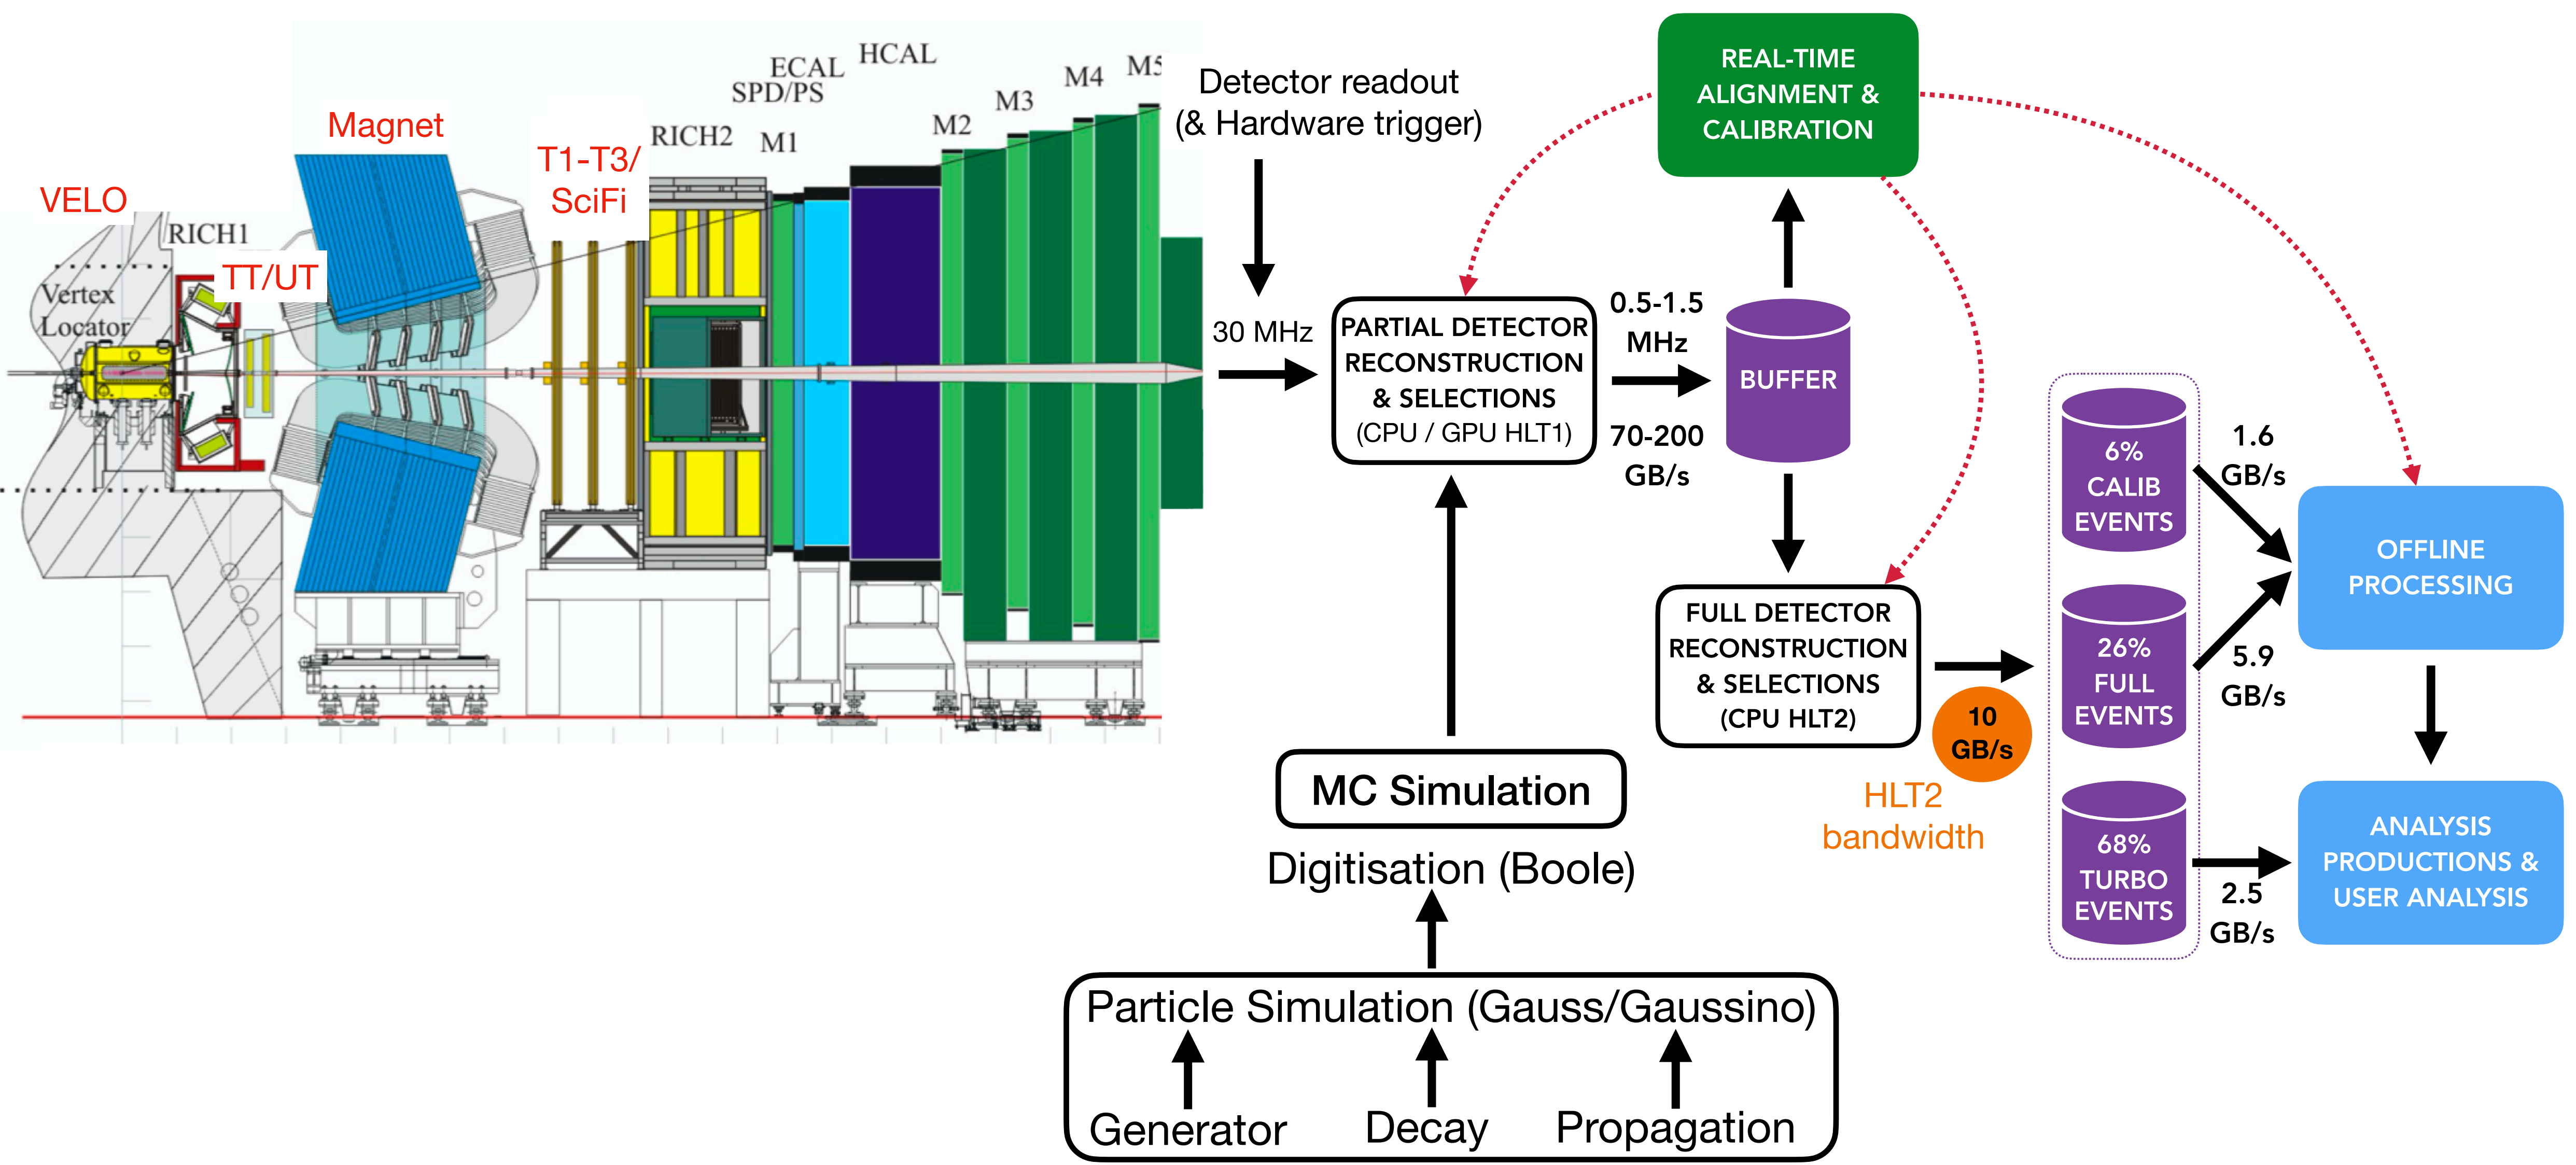 VELO
Vertex
Locator
RICH1
TT/UT
Magnet
T1-T3/
SciFi
RICH2
SPD/PS
M1
ECAL
HCAL
M2
M3
M4
M5
Detector readout
(& Hardware trigger)
30 MHz
PARTIAL DETECTOR
RECONSTRUCTION
& SELECTIONS
(CPU / GPU HLT1)
0.5-1.5
MHz
70-200
GB/s
BUFFER
REAL-TIME
ALIGNMENT &
CALIBRATION
FULL DETECTOR
RECONSTRUCTION
& SELECTIONS
(CPU HLT2)
10
GB/s
HLT2
bandwidth
6%
CALIB
EVENTS
26%
FULL
EVENTS
68%
TURBO
EVENTS
1.6
GB/s
5.9
GB/s
2.5
GB/s
OFFLINE
PROCESSING
ANALYSIS
PRODUCTIONS &
USER ANALYSIS
MC Simulation
Digitisation (Boole)
Particle Simulation (Gauss/Gaussino)
Generator
Decay
Propagation